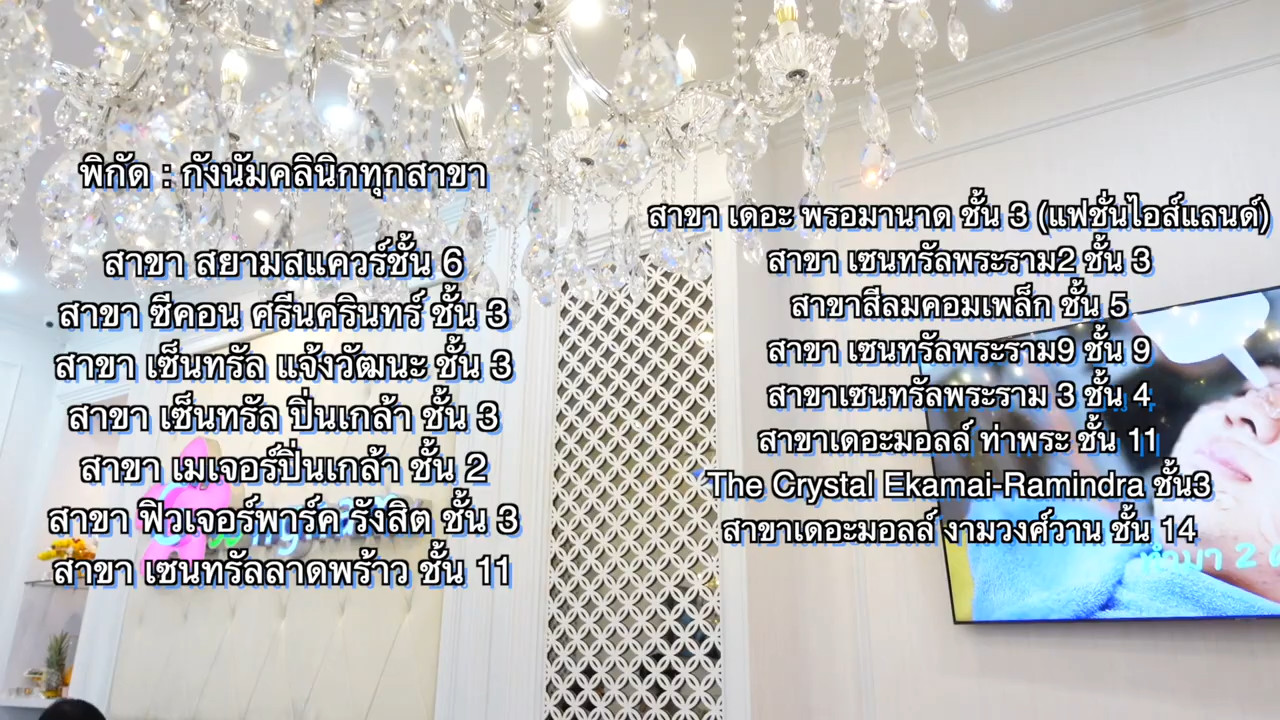 พิกัด : กังนัมคลินิกทุกสาขา
สาขา สยามสแควร์ชั้น 6
สาขา ซีคอน ศรีนครินทร์ ชั้น 3
สาขา เซ็นทรัล แจ้งวัฒนะ ชั้น 3
สาขา เซ็นทรัล ปิ่นเกล้า ชั้น 3
สาขา เมเจอร์ปิ่นเกล้า ชั้น 2
สาขา ฟิวเจอร์พาร์ค รังสิต ชั้น 3
สาขา เซนทรัลลาดพร้าว ชั้น 11
สาขา เดอะ พรอมานาด ชั้น 3 (แฟชั่นไอส์แลนด์)
สาขา เซนทรัลพระราม2 ชั้น 3
สาขาสีลมคอมเพล็ก ชั้น 5
สาขา เซนทรัลพระราม9 ชั้น 9
สาขาเซนทรัลพระราม 3 ชั้น 4
สาขาเดอะมอลล์ ท่าพระ ชั้น 11
The Crystal Ekamai-Ramindra ชั้น3
สาขาเดอะมอลล์ งามวงศ์วาน ชั้น 14